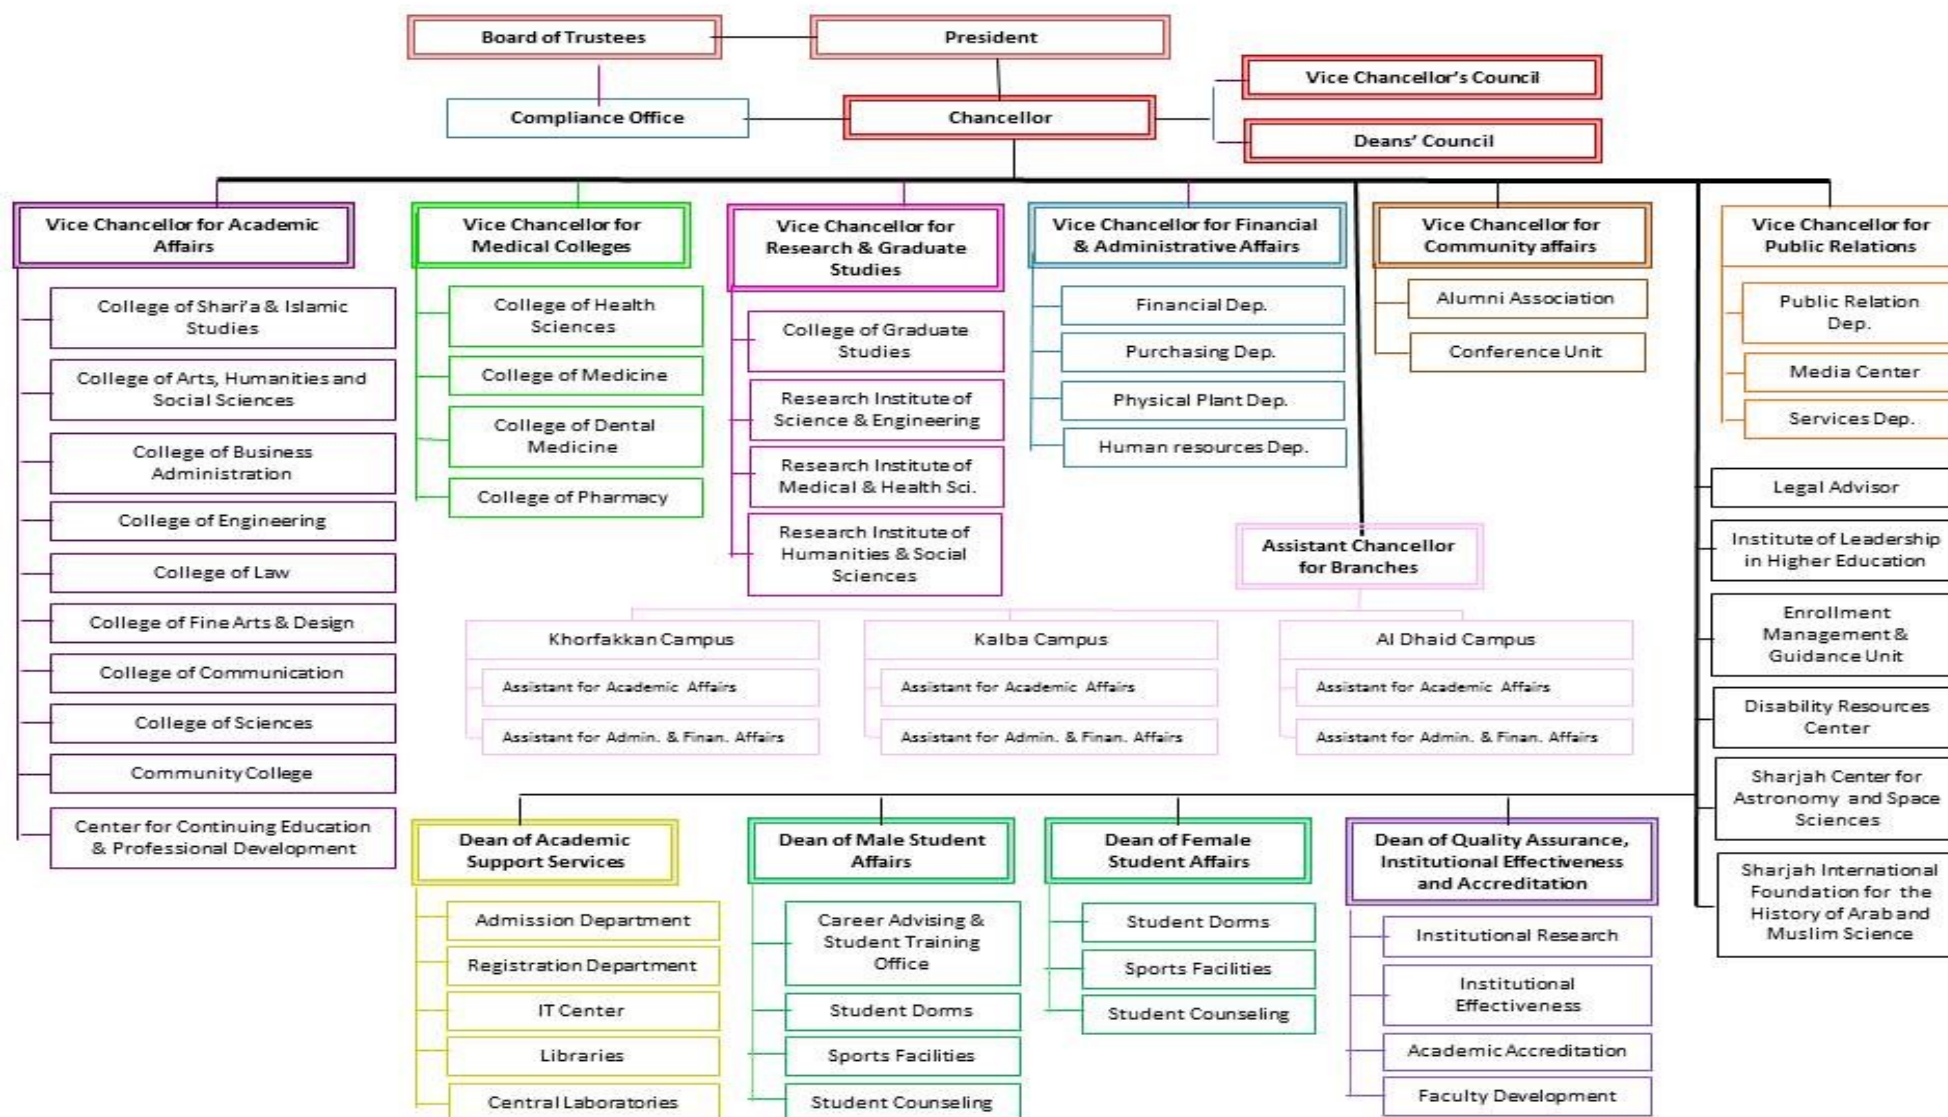 Board of Trustees
President
Compliance Office
Chancellor
Vice Chancellor's Council
Deans' Council
Vice Chancellor for Academic
Affairs
College of Shari'a & Islamic
Studies
College of Arts, Humanities and
Social Sciences
College of Business
Administration
College of Engineering
College of Law
College of Fine Arts & Design
College of Communication
College of Sciences
Community College
Center for Continuing Education
& Professional Development
Vice Chancellor for
Medical Colleges
College of Health
Sciences
College of Medicine
College of Dental
Medicine
College of Pharmacy
Vice Chancellor for
Research & Graduate
Studies
College of Graduate
Studies
Research Institute of
Science & Engineering
Research Institute of
Medical & Health Sci.
Research Institute of
Humanities & Social
Sciences
Vice Chancellor for Financial
& Administrative Affairs
Financial Dep.
Purchasing Dep.
Physical Plant Dep.
Human resources Dep.
Vice Chancellor for
Community affairs
Alumni Association
Conference Unit
Vice Chancellor for
Public Relations
Public Relation
Dep.
Media Center
Services Dep.
Legal Advisor
Institute of Leadership
in Higher Education
Enrollment
Management &
Guidance Unit
Disability Resources
Center
Sharjah Center for
Astronomy and Space
Sciences
Sharjah International
Foundation for the
History of Arab and
Muslim Science
Assistant Chancellor
for Branches
Khorfakkan Campus
Assistant for Academic Affairs
Assistant for Admin. & Finan. Affairs
Kalba Campus
Assistant for Academic Affairs
Assistant for Admin. & Finan. Affairs
Al Dhaid Campus
Assistant for Academic Affairs
Assistant for Admin. & Finan. Affairs
Dean of Academic
Support Services
Admission Department
Registration Department
IT Center
Libraries
Central Laboratories
Dean of Male Student
Affairs
Career Advising &
Student Training
Office
Student Dorms
Sports Facilities
Student Counseling
Dean of Female
Student Affairs
Student Dorms
Sports Facilities
Student Counseling
Dean of Quality Assurance,
Institutional Effectiveness
and Accreditation
Institutional Research
Institutional
Effectiveness
Academic Accreditation
Faculty Development